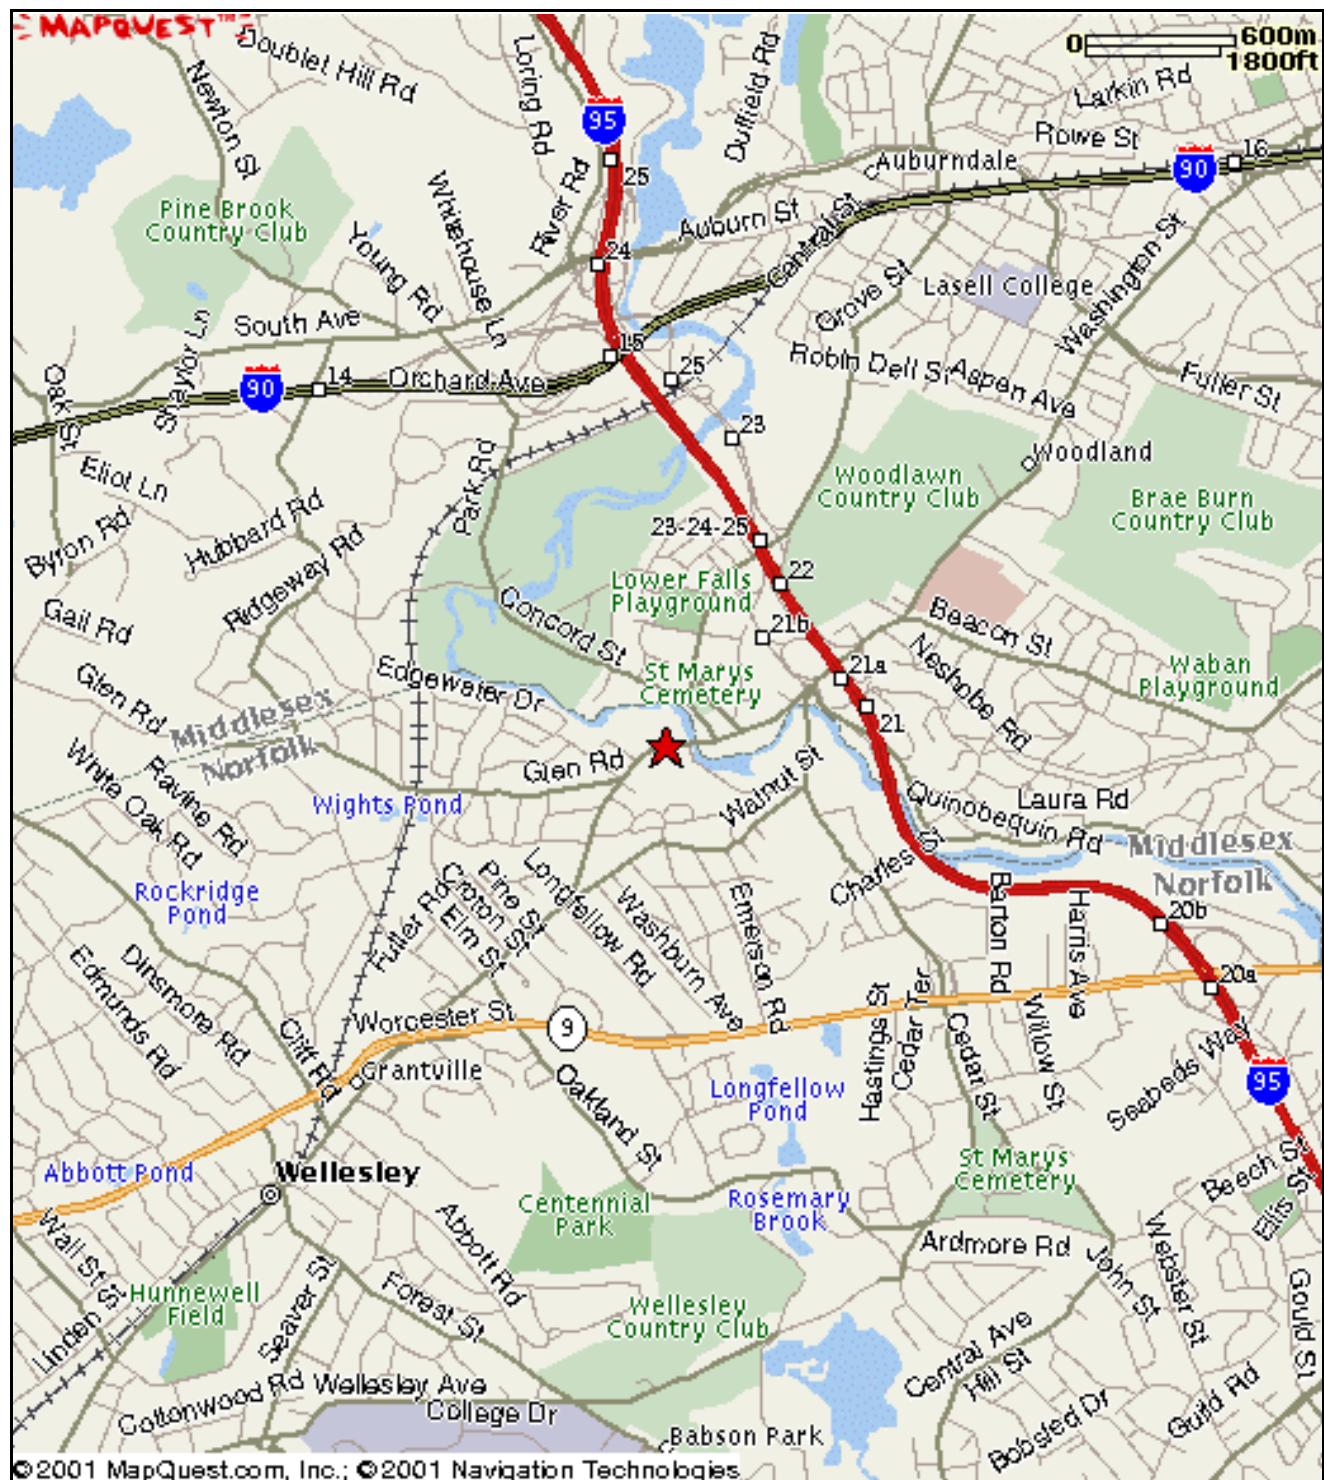 MAPQUEST™
0 600m
1800ft
Doublet Hill Rd
Newton St
Loring Rd
Duffield Rd
Larkin Rd
Rowe St
95
25
16
90
Auburndale
Pine Brook
Country Club
Whitehouse Ln
River Rd
Young Rd
Auburn St
24
Central St
Grove St
Lasell College
Washington St
South Ave
Shaylor Ln
15
Robin Dell St
Aspen Ave
Fuller St
Oak St
90
14
Orchard Ave
25
23
Woodland
Eliot Ln
Park Rd
Woodlawn
Country Club
Brae Burn
Country Club
Byron Rd
Hubbard Rd
Ridgeway Rd
23-24-25
22
Lower Falls
Playground
Gail Rd
Concord St
21b
Beacon St
Neshobe Rd
21a
St Marys
Cemetery
Waban
Playground
Glen Rd
Edgewater Dr
21
Middlesex
Norfolk
White Oak Rd
Ravine Rd
Glen Rd
Walnut St
Wights Pond
Quinobequin Rd
Laura Rd
Middlesex
Norfolk
Charles St
Rockridge
Pond
Fuller Rd
Croton St
Pine St
Elm St
Longfellow Rd
Washburn Ave
Emerson Rd
Barton Rd
Harris Ave
20b
20a
Edmunds Rd
Dinsmore Rd
Cliff Rd
Worcester St
9
Hastings St
Cedar Ter
Cedar St
Willow St
Seabeds Way
95
Grantville
Oakland St
Longfellow
Pond
Abbott Pond
Wellesley
St Marys
Cemetery
Beech St
Ellis St
Centennial
Park
Rosemary
Brook
Abbott Rd
Ardmore Rd
John St
Webster St
Gould St
Wall St
Linden St
Hunnewell
Field
Seaver St
Forest St
Wellesley
Country Club
Central Ave
Hill St
Cottonwood Rd
Wellesley Ave
College Dr
Babson Park
Bobsled Dr
Guild Rd
©2001 MapQuest.com, Inc.; ©2001 Navigation Technologies